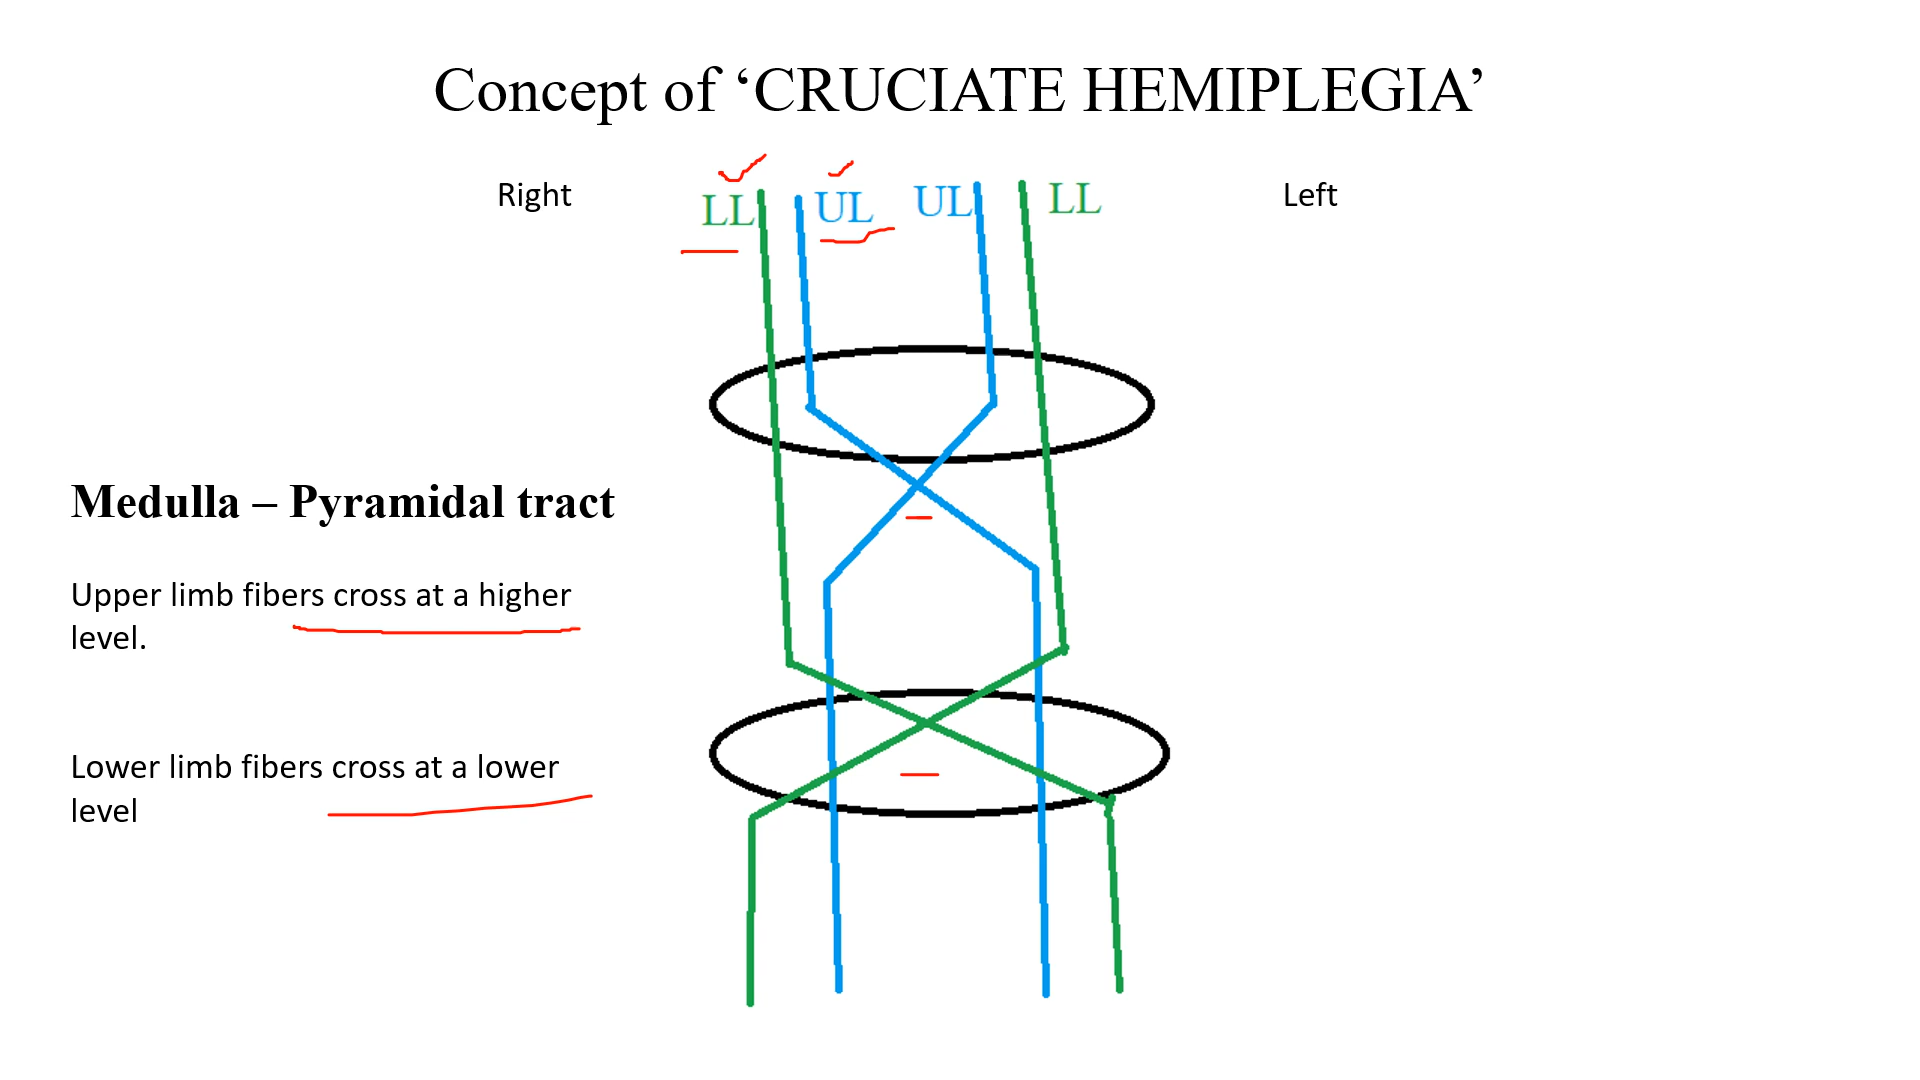 Concept of ‘CRUCIATE HEMIPLEGIA’
Right
LL
UL
UL
LL
Left
Medulla – Pyramidal tract
Upper limb fibers cross at a higher
level.
Lower limb fibers cross at a lower
level